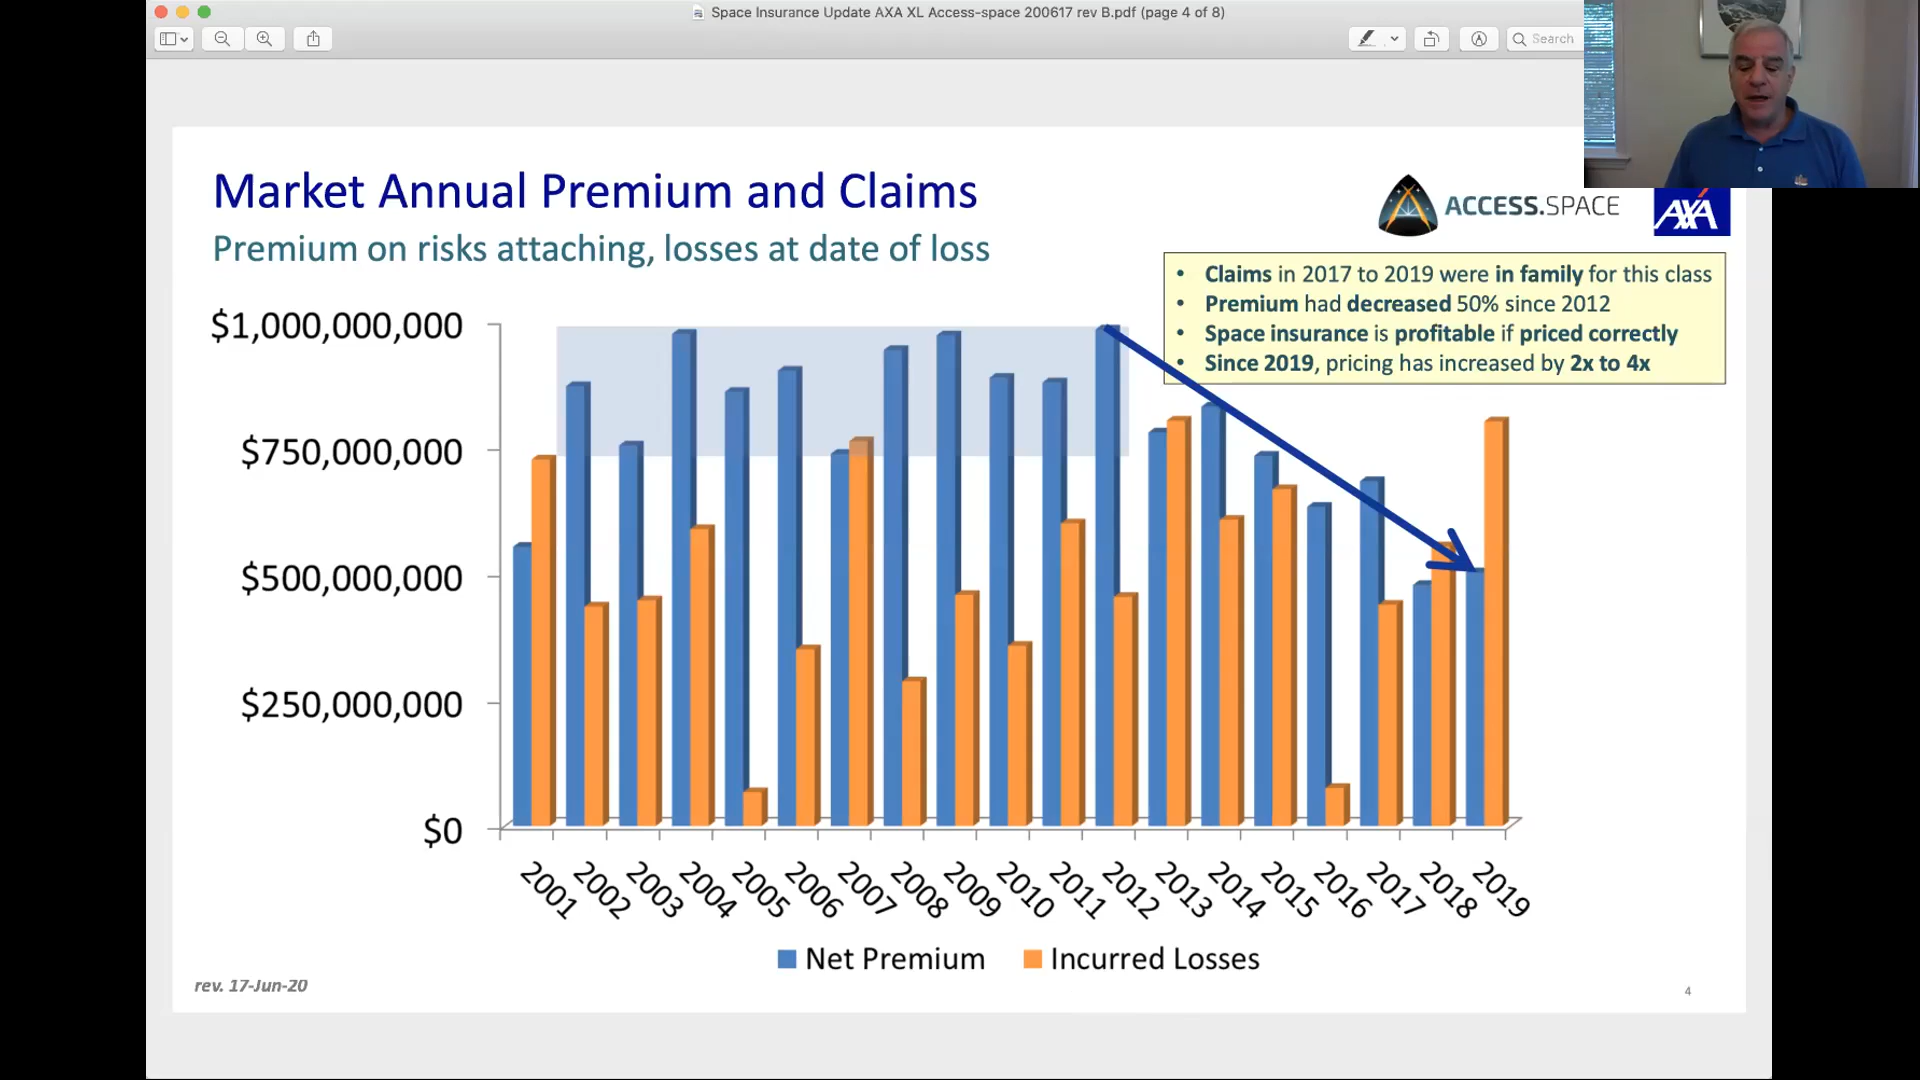 Space Insurance Update AXA XL Access-space 200617 rev B.pdf (page 4 of 8)
Search
Market Annual Premium and Claims
Premium on risks attaching, losses at date of loss
ACCESS.SPACE
AXA
• Claims in 2017 to 2019 were in family for this class
• Premium had decreased 50% since 2012
• Space insurance is profitable if priced correctly
• Since 2019, pricing has increased by 2x to 4x
$1,000,000,000
$750,000,000
$500,000,000
$250,000,000
$0
2001 2002 2003 2004 2005 2006 2007 2008 2009 2010 2011 2012 2013 2014 2015 2016 2017 2018 2019
Net Premium Incurred Losses
rev. 17-Jun-20
4